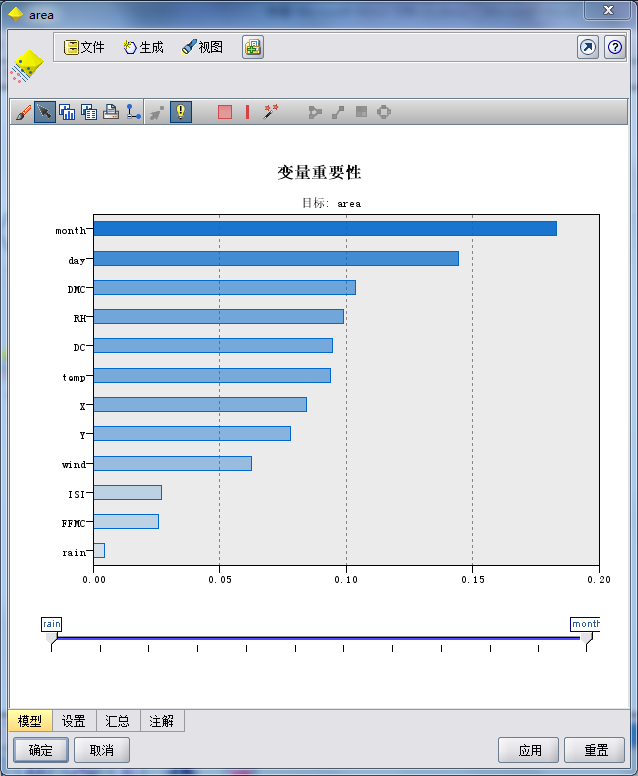 area
文件 生成 视图
变量重要性
目标: area
month
day
DMC
RH
DC
temp
X
Y
wind
ISI
FFMC
rain
0.00 0.05 0.10 0.15 0.20
rain month
模型 设置 汇总 注解
确定 取消 应用 重置